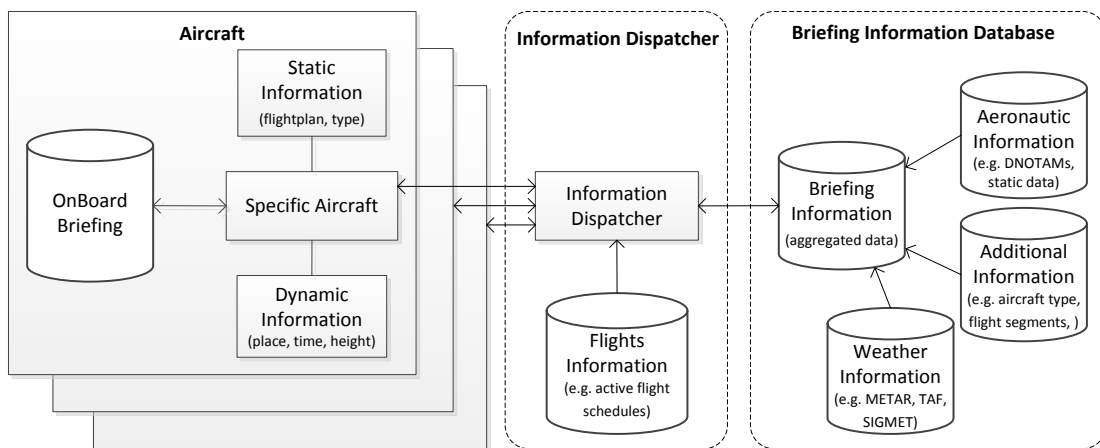 Aircraft
Static
Information
(flightplan, type)
OnBoard
Briefing
Specific Aircraft
Dynamic
Information
(place, time, height)
Information Dispatcher
Information
Dispatcher
Flights
Information
(e.g. active flight
schedules)
Briefing Information Database
Briefing
Information
(aggregated data)
Aeronautic
Information
(e.g. DNOTAMs,
static data)
Additional
Information
(e.g. aircraft type,
flight segments, )
Weather
Information
(e.g. METAR, TAF,
SIGMET)